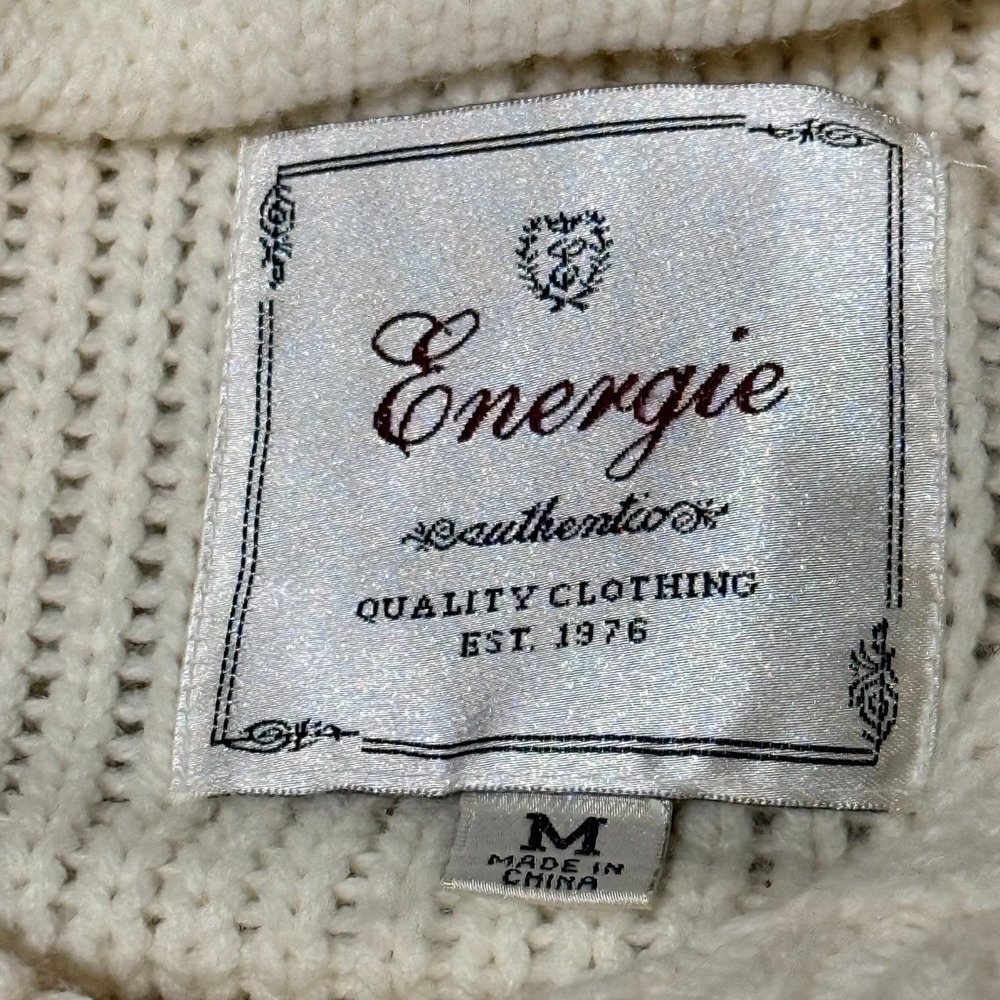 E
Energie
authentic
QUALITY CLOTHING
EST. 1976
M
MADE IN
CHINA